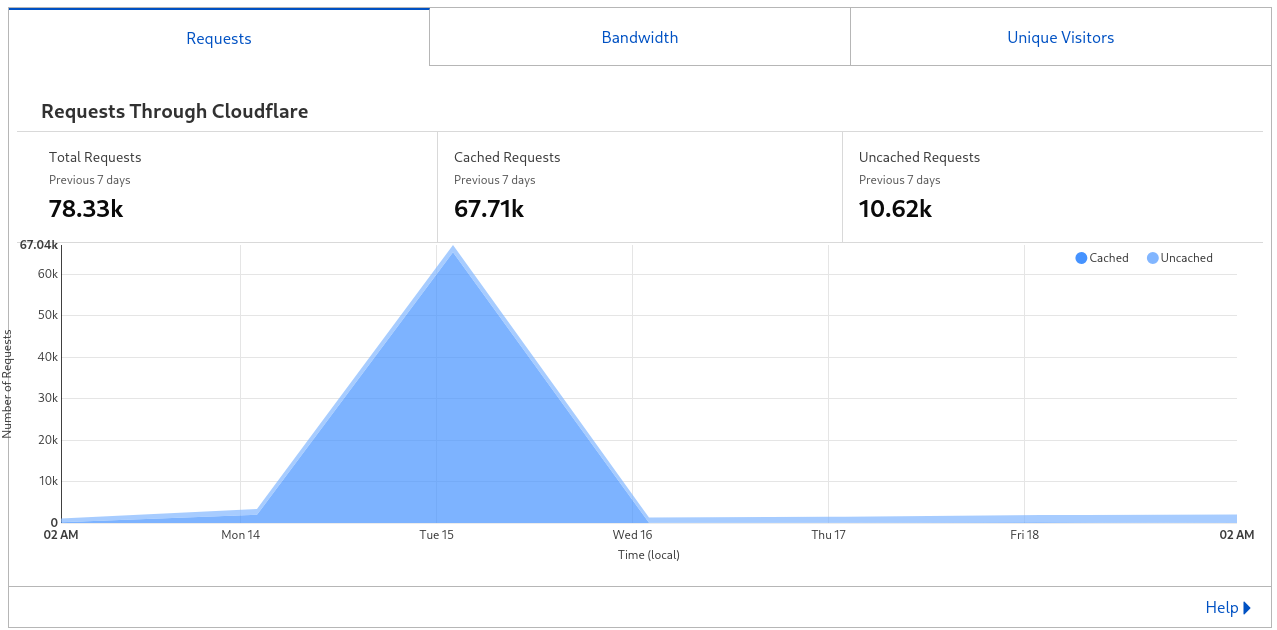 Requests
Bandwidth
Unique Visitors
Requests Through Cloudflare
Total Requests
Previous 7 days
78.33k
Cached Requests
Previous 7 days
67.71k
Uncached Requests
Previous 7 days
10.62k
67.04k
60k
50k
40k
30k
20k
10k
0
Number of Requests
Cached
Uncached
02 AM
Mon 14
Tue 15
Wed 16
Thu 17
Fri 18
02 AM
Time (local)
Help